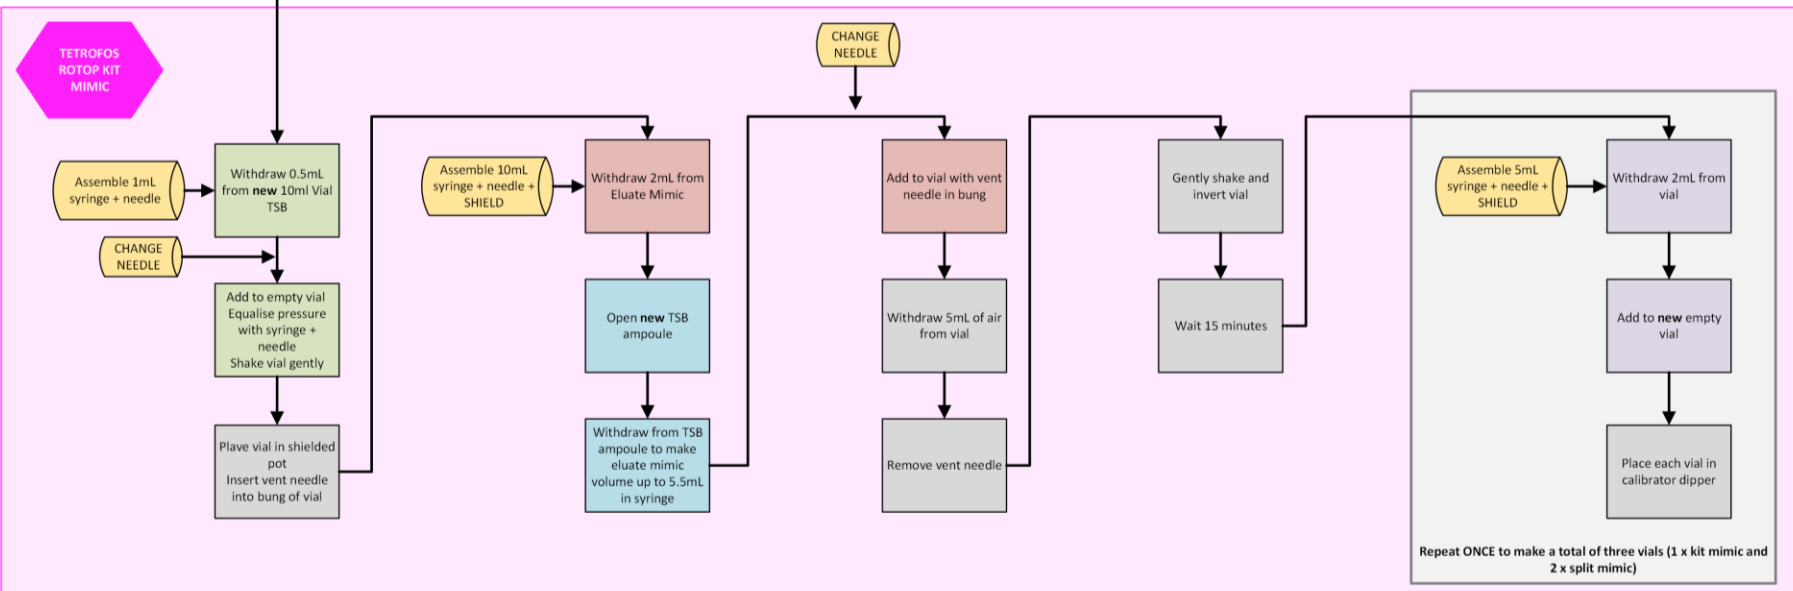 TETROFOS
ROTOP KIT
MIMIC
Assemble 1mL
syringe + needle
Withdraw 0.5mL
from new 10ml Vial
TSB
CHANGE
NEEDLE
Add to empty vial
Equalise pressure
with syringe +
needle
Shake vial gently
Plave vial in shielded
pot
Insert vent needle
into bung of vial
Assemble 10mL
syringe + needle +
SHIELD
Withdraw 2mL from
Eluate Mimic
Open new TSB
ampoule
Withdraw from TSB
ampoule to make
eluate mimic
volume up to 5.5mL
in syringe
CHANGE
NEEDLE
Add to vial with vent
needle in bung
Withdraw 5mL of air
from vial
Remove vent needle
Gently shake and
invert vial
Wait 15 minutes
Assemble 5mL
syringe + needle +
SHIELD
Withdraw 2mL from
vial
Add to new empty
vial
Place each vial in
calibrator dipper
Repeat ONCE to make a total of three vials (1 x kit mimic and
2 x split mimic)